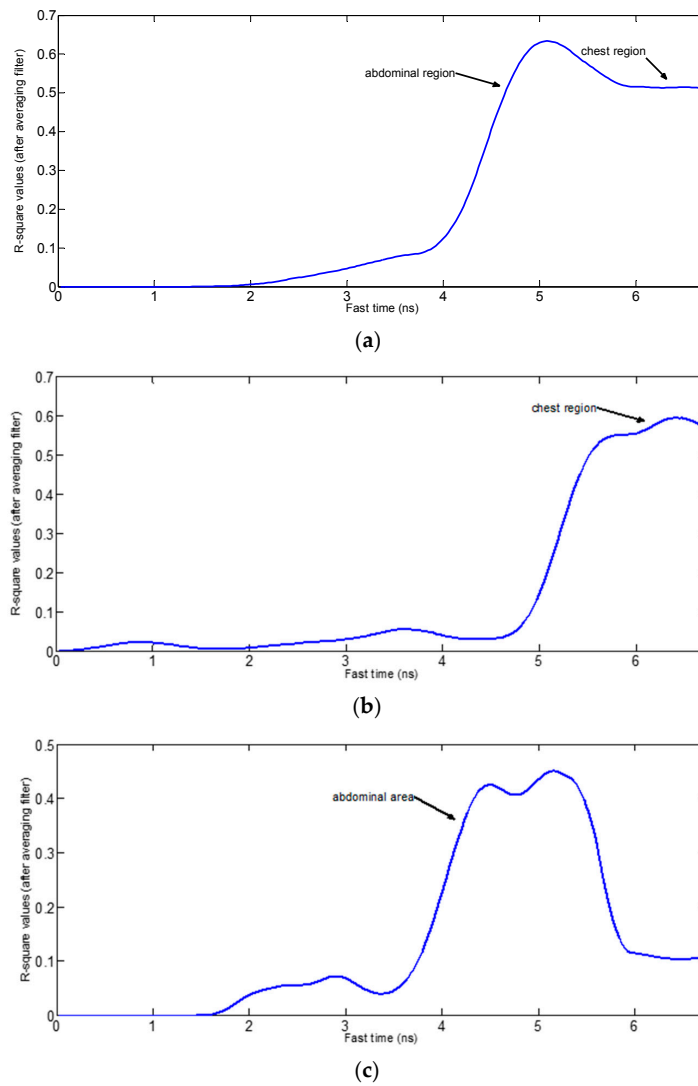 0.7
0.6
0.5
0.4
0.3
0.2
0.1
0
R-square values (after averaging filter)
abdominal region
chest region
0 1 2 3 4 5 6
Fast time (ns)
(a)
0.7
0.6
0.5
0.4
0.3
0.2
0.1
0
R-square values (after averaging filter)
chest region
0 1 2 3 4 5 6
Fast time (ns)
(b)
0.5
0.4
0.3
0.2
0.1
0
R-square values (after averaging filter)
abdominal area
0 1 2 3 4 5 6
Fast time (ns)
(c)